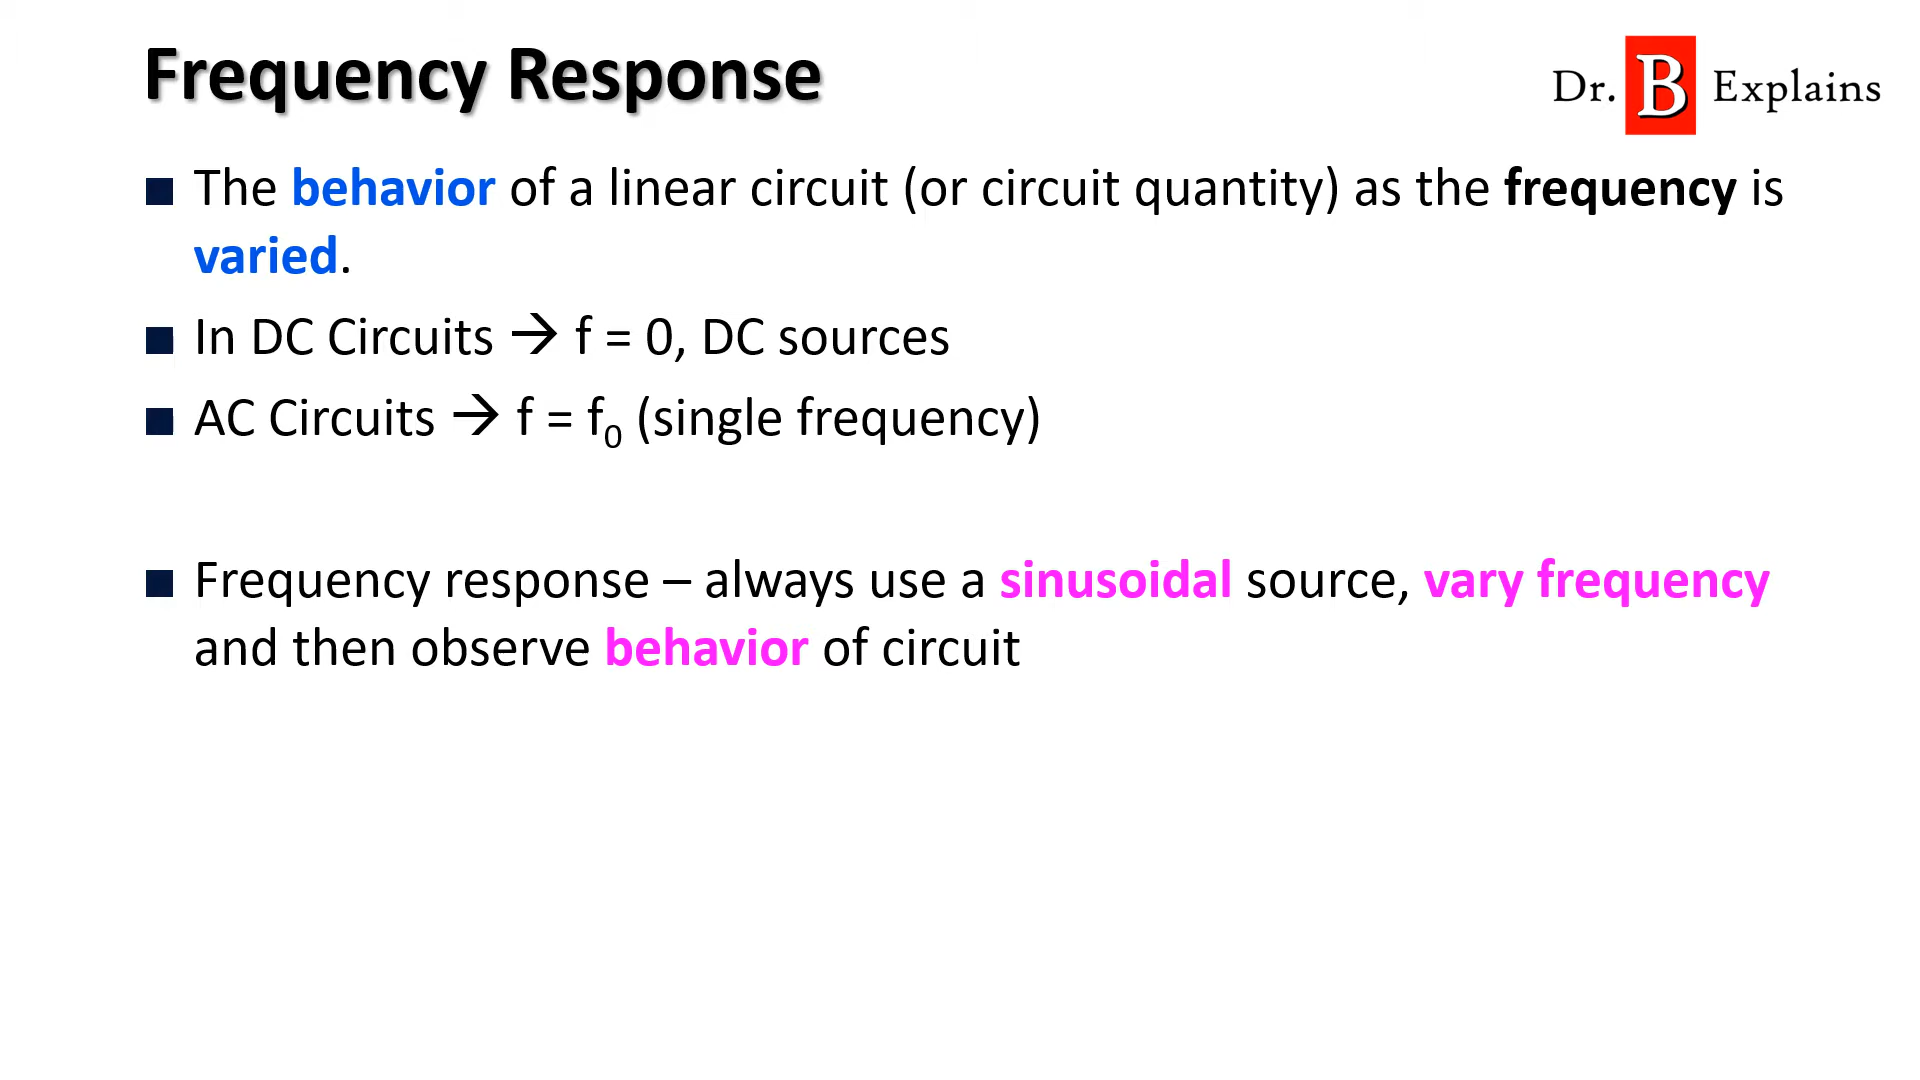 Frequency Response
Dr. B Explains
■ The behavior of a linear circuit (or circuit quantity) as the frequency is
varied.
■ In DC Circuits → f = 0, DC sources
■ AC Circuits → f = f₀ (single frequency)
■ Frequency response – always use a sinusoidal source, vary frequency
and then observe behavior of circuit